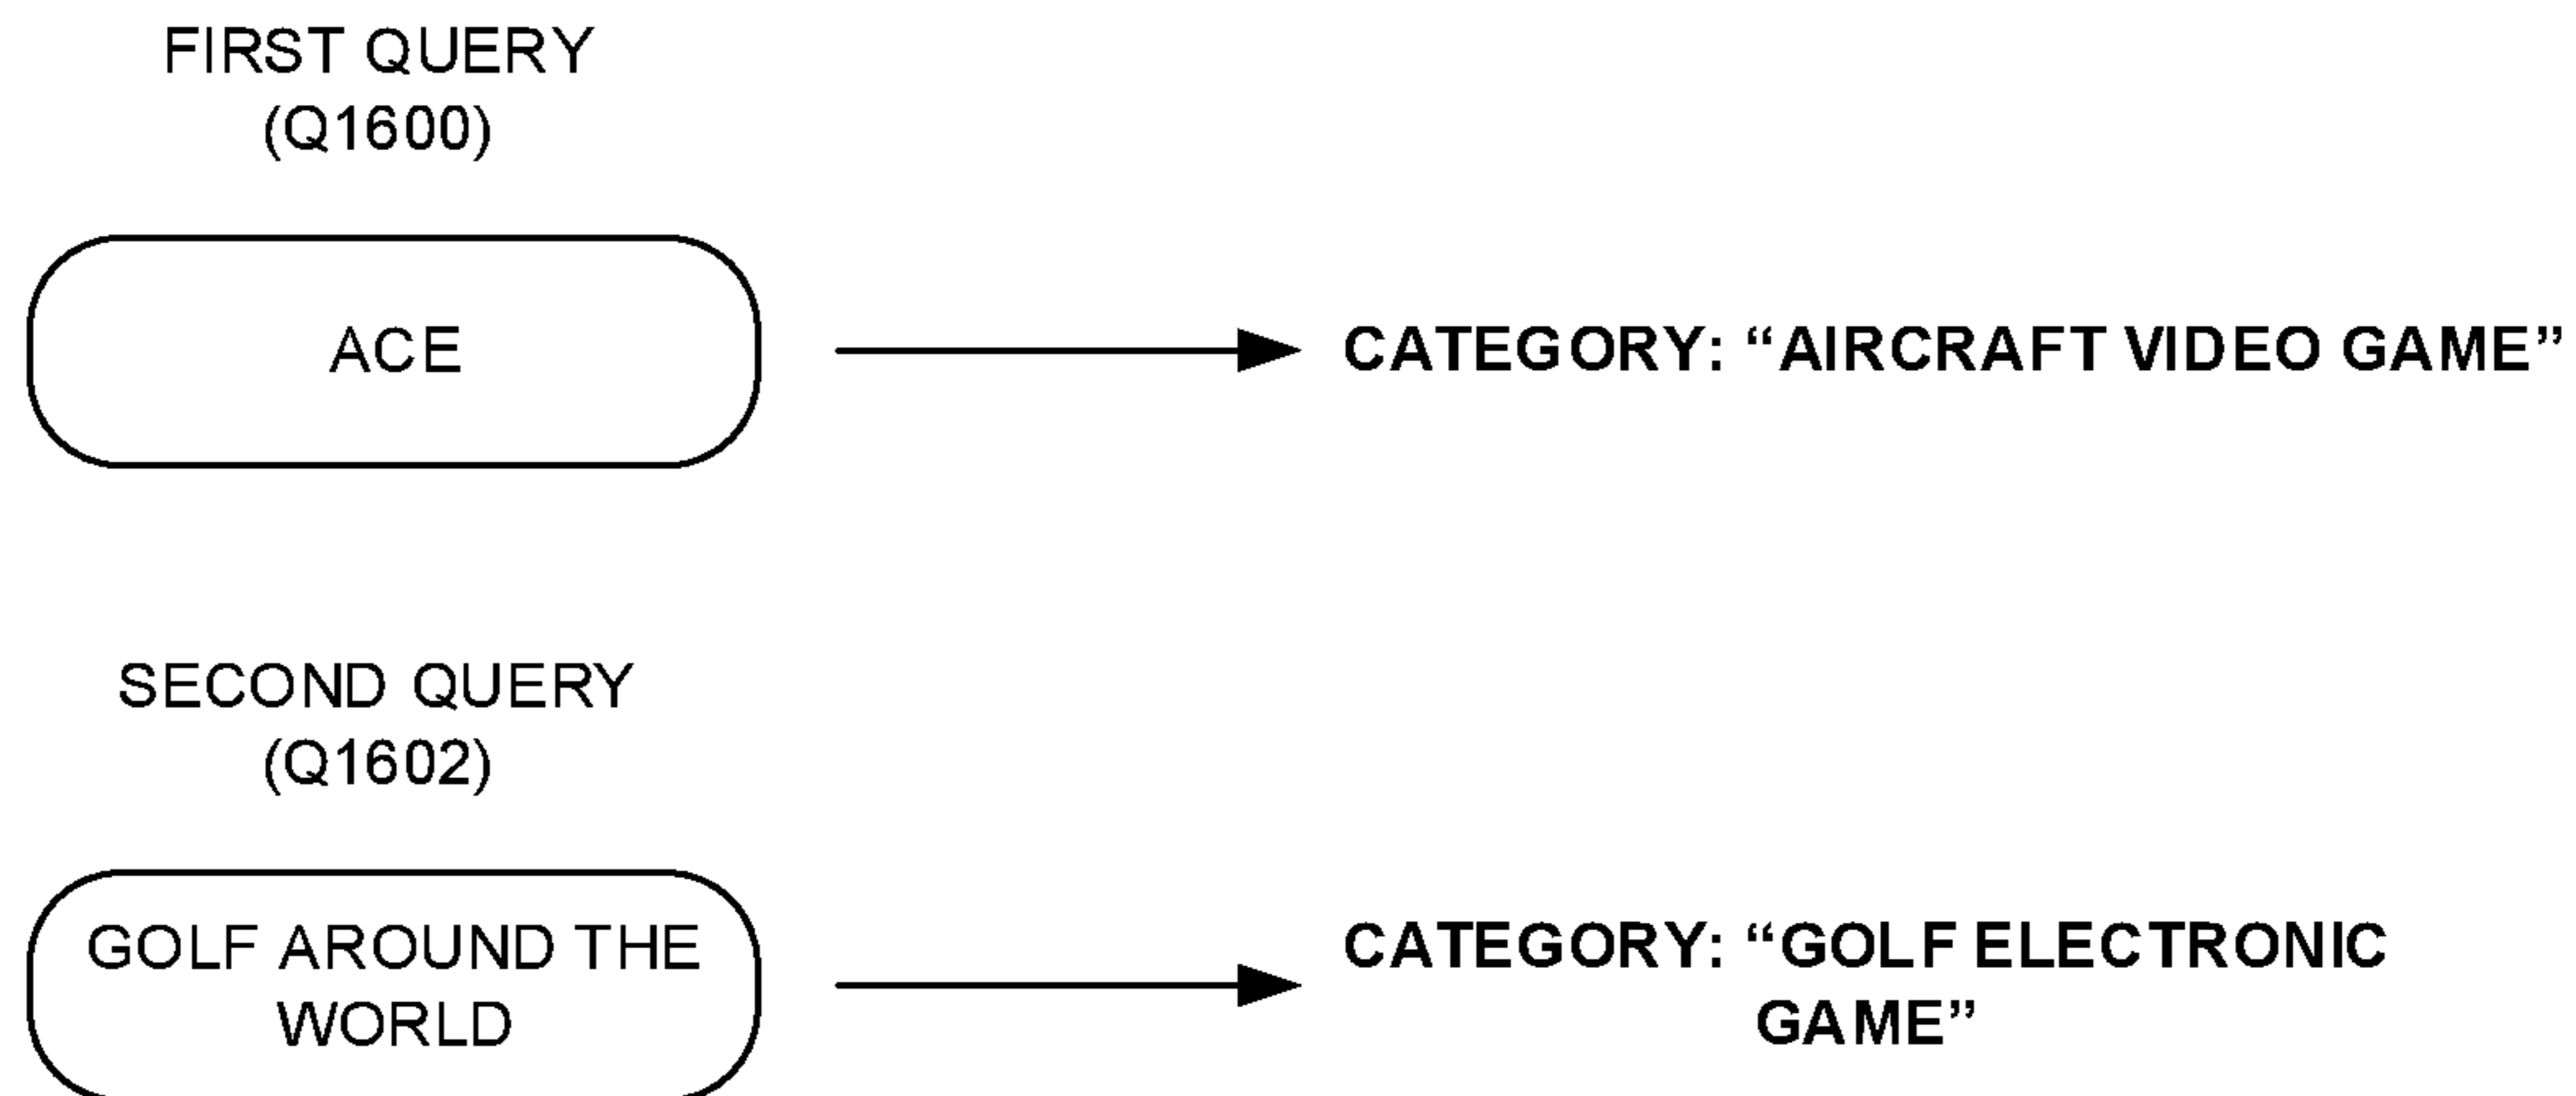 FIRST QUERY
(Q1600)
ACE
CATEGORY: “AIRCRAFT VIDEO GAME”
SECOND QUERY
(Q1602)
GOLF AROUND THE
WORLD
CATEGORY: “GOLF ELECTRONIC
GAME”